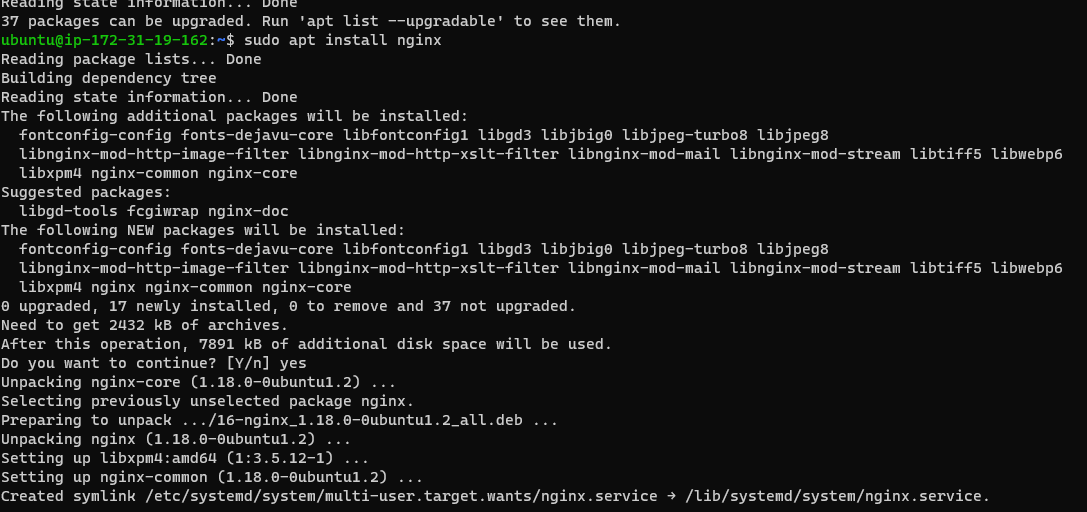 Reading state information... Done
37 packages can be upgraded. Run 'apt list --upgradable' to see them.
ubuntu@ip-172-31-19-162:~$ sudo apt install nginx
Reading package lists... Done
Building dependency tree
Reading state information... Done
The following additional packages will be installed:
  fontconfig-config fonts-dejavu-core libfontconfig1 libgd3 libjbig0 libjpeg-turbo8 libjpeg8
  libnginx-mod-http-image-filter libnginx-mod-http-xslt-filter libnginx-mod-mail libnginx-mod-stream libtiff5 libwebp6
  libxpm4 nginx-common nginx-core
Suggested packages:
  libgd-tools fcgiwrap nginx-doc
The following NEW packages will be installed:
  fontconfig-config fonts-dejavu-core libfontconfig1 libgd3 libjbig0 libjpeg-turbo8 libjpeg8
  libnginx-mod-http-image-filter libnginx-mod-http-xslt-filter libnginx-mod-mail libnginx-mod-stream libtiff5 libwebp6
  libxpm4 nginx nginx-common nginx-core
0 upgraded, 17 newly installed, 0 to remove and 37 not upgraded.
Need to get 2432 kB of archives.
After this operation, 7891 kB of additional disk space will be used.
Do you want to continue? [Y/n] yes
Unpacking nginx-core (1.18.0-0ubuntu1.2) ...
Selecting previously unselected package nginx.
Preparing to unpack .../16-nginx_1.18.0-0ubuntu1.2_all.deb ...
Unpacking nginx (1.18.0-0ubuntu1.2) ...
Setting up libxpm4:amd64 (1:3.5.12-1) ...
Setting up nginx-common (1.18.0-0ubuntu1.2) ...
Created symlink /etc/systemd/system/multi-user.target.wants/nginx.service → /lib/systemd/system/nginx.service.